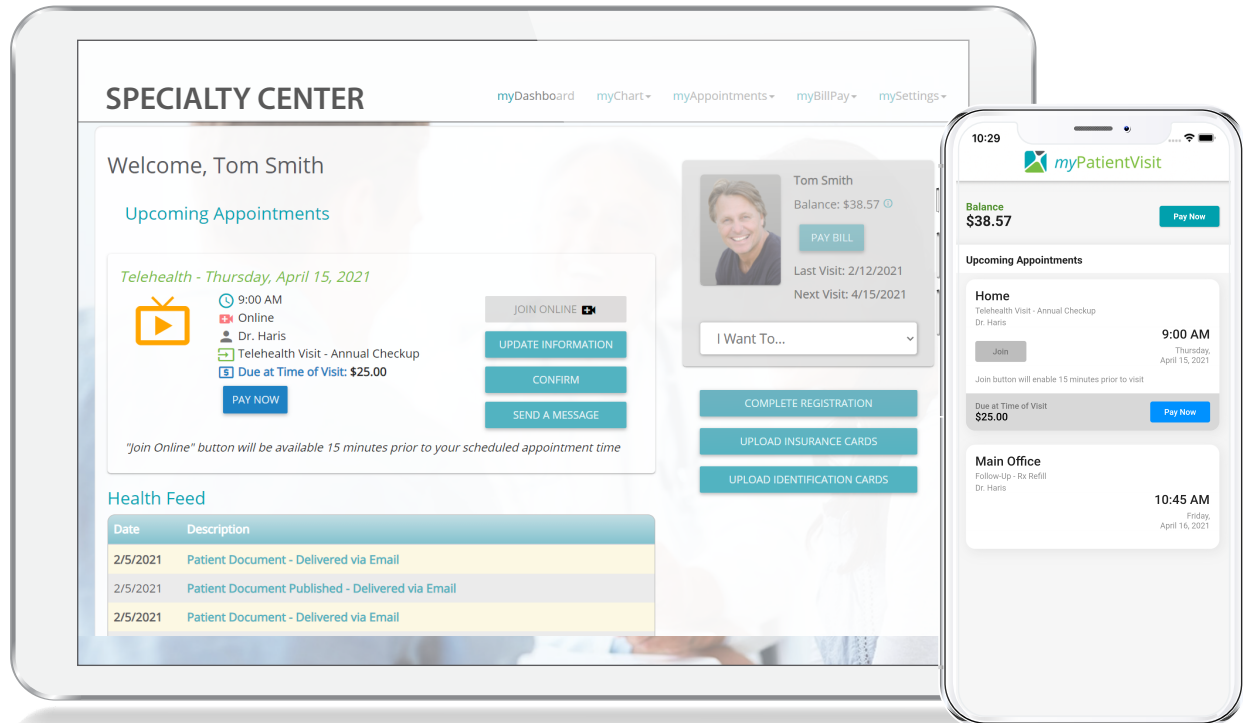 SPECIALTY CENTER
myDashboard myChart myAppointments myBillPay mySettings
Welcome, Tom Smith
Upcoming Appointments
Telehealth - Thursday, April 15, 2021
9:00 AM
Online
Dr. Haris
Telehealth Visit - Annual Checkup
Due at Time of Visit: $25.00
PAY NOW
JOIN ONLINE
UPDATE INFORMATION
CONFIRM
SEND A MESSAGE
"Join Online" button will be available 15 minutes prior to your scheduled appointment time
Health Feed
Date Description
2/5/2021 Patient Document - Delivered via Email
2/5/2021 Patient Document Published - Delivered via Email
2/5/2021 Patient Document - Delivered via Email
Tom Smith
Balance: $38.57
PAY BILL
Last Visit: 2/12/2021
Next Visit: 4/15/2021
I Want To...
COMPLETE REGISTRATION
UPLOAD INSURANCE CARDS
UPLOAD IDENTIFICATION CARDS
10:29
myPatientVisit
Balance
$38.57
Pay Now
Upcoming Appointments
Home
Telehealth Visit - Annual Checkup
Dr. Haris
9:00 AM
Join
Thursday,
April 15, 2021
Join button will enable 15 minutes prior to visit
Due at Time of Visit
$25.00
Pay Now
Main Office
Follow-Up - Rx Refill
Dr. Haris
10:45 AM
Friday,
April 16, 2021